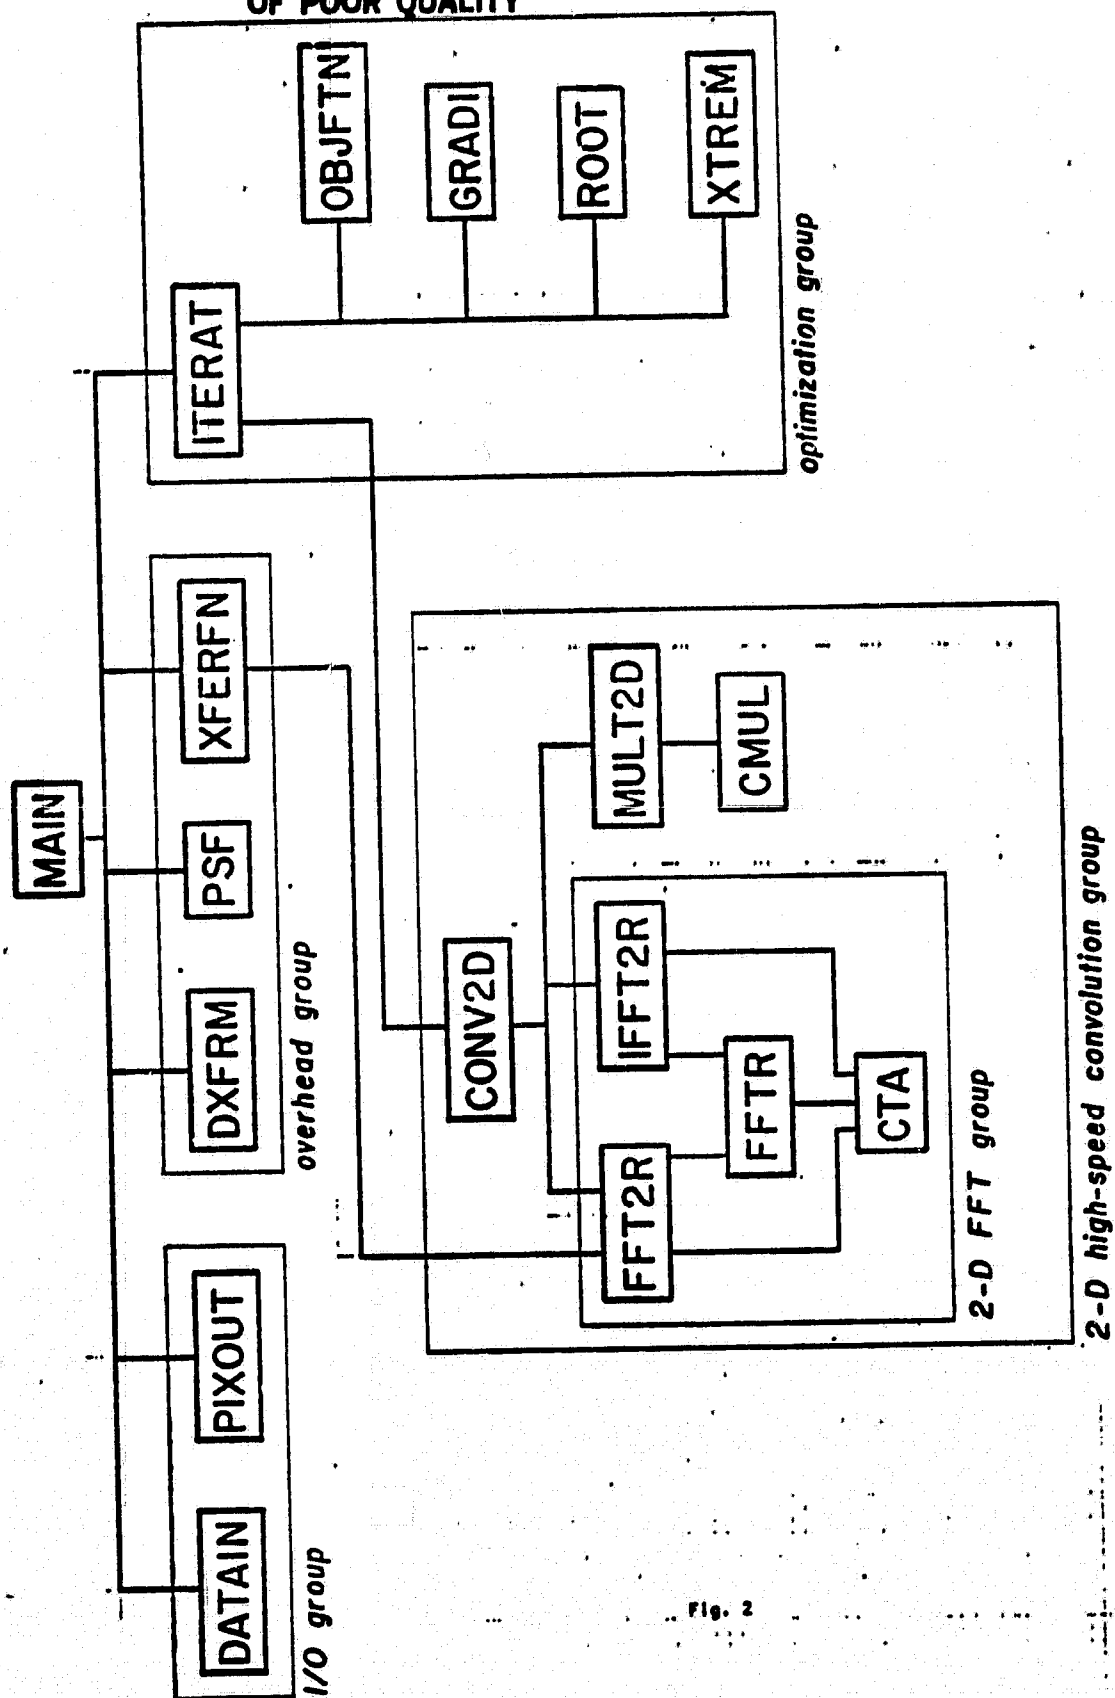 OF POOR QUALITY
MAIN
DATAIN
PIXOUT
DXFRM
PSF
XFERFN
ITERAT
I/O group
overhead group
OBJFTN
GRADI
ROOT
XTREM
optimization group
CONV2D
FFT2R
IFFT2R
MULT2D
FFTR
CMUL
CTA
2-D FFT group
2-D high-speed convolution group
Fig. 2